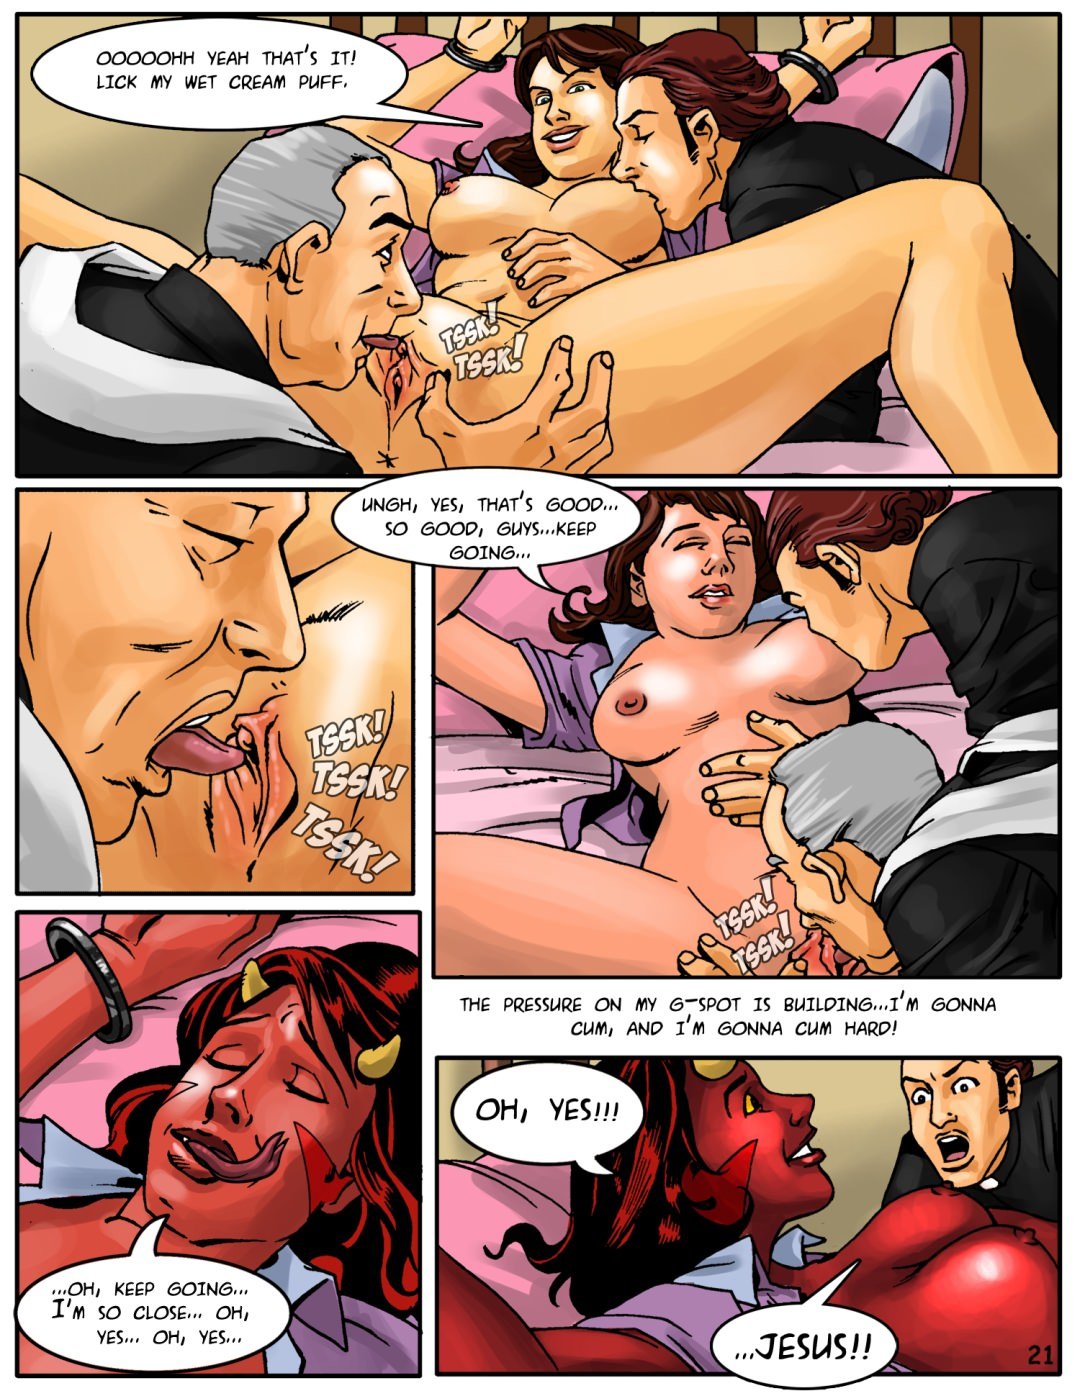 OOOOOHH YEAH THAT'S IT!
LICK MY WET CREAM PUFF.
TSSK!
TSSK!
UNGH, YES, THAT'S GOOD...
SO GOOD, GUYS...KEEP
GOING...
TSSK!
TSSK!
TSSK!
TSSK!
TSSK!
THE PRESSURE ON MY G-SPOT IS BUILDING...I'M GONNA
CUM, AND I'M GONNA CUM HARD!
...OH, KEEP GOING...
I'M SO CLOSE... OH,
YES... OH, YES...
OH, YES!!!
...JESUS!!
21